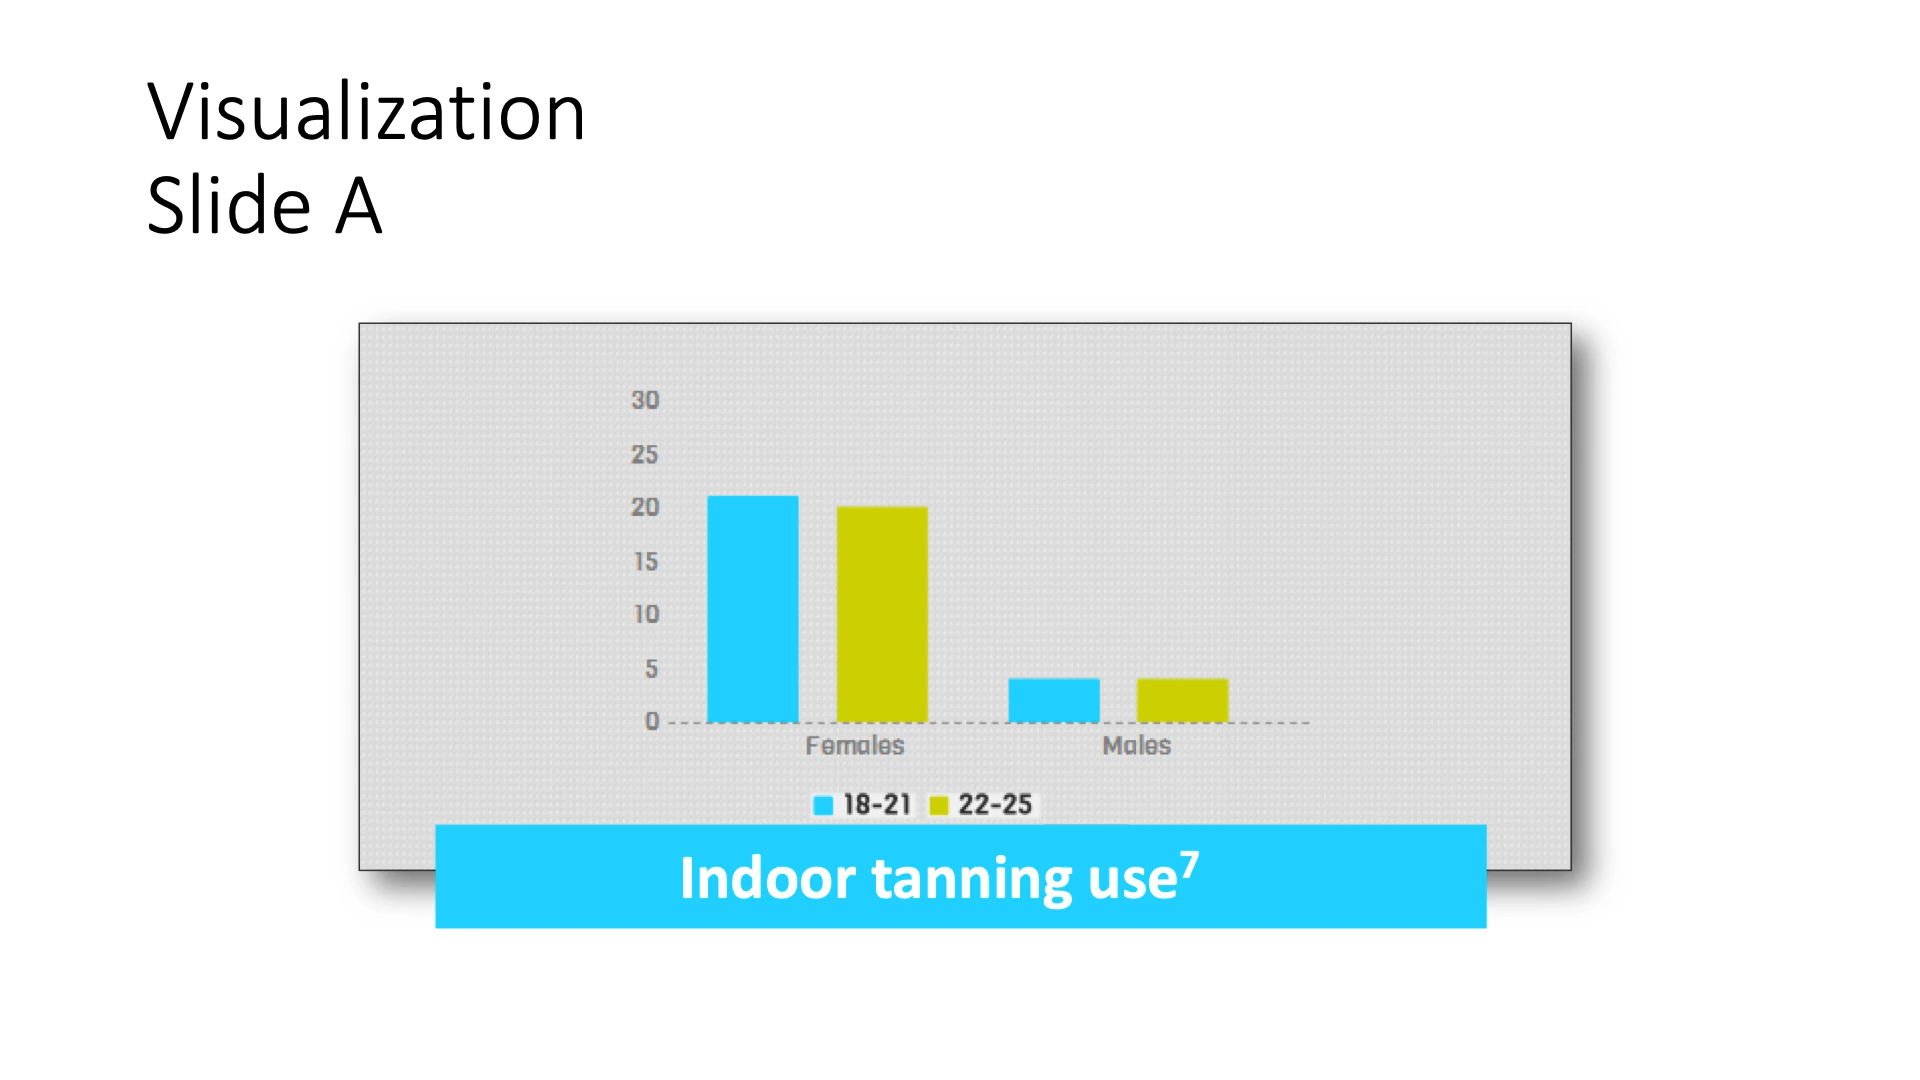 Visualization
Slide A
30
25
20
15
10
5
0
Females Males
18-21 22-25
Indoor tanning use⁷